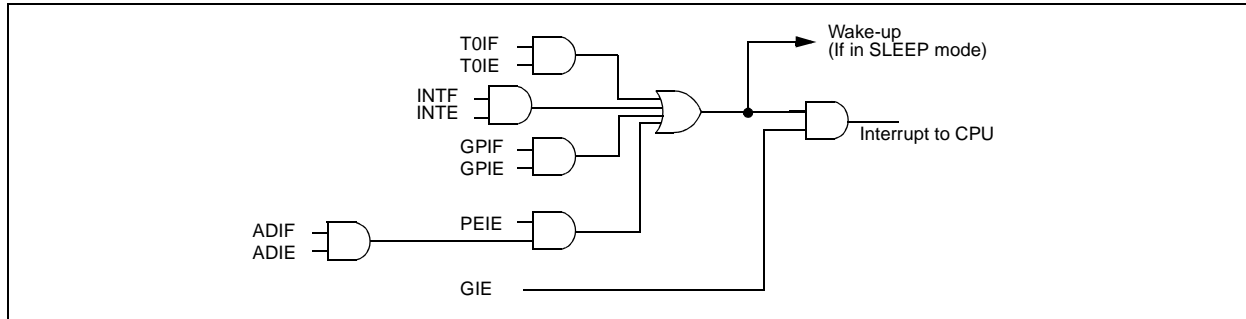 T0IF
T0IE
Wake-up
(If in SLEEP mode)
INTF
INTE
Interrupt to CPU
GPIF
GPIE
PEIE
ADIF
ADIE
GIE